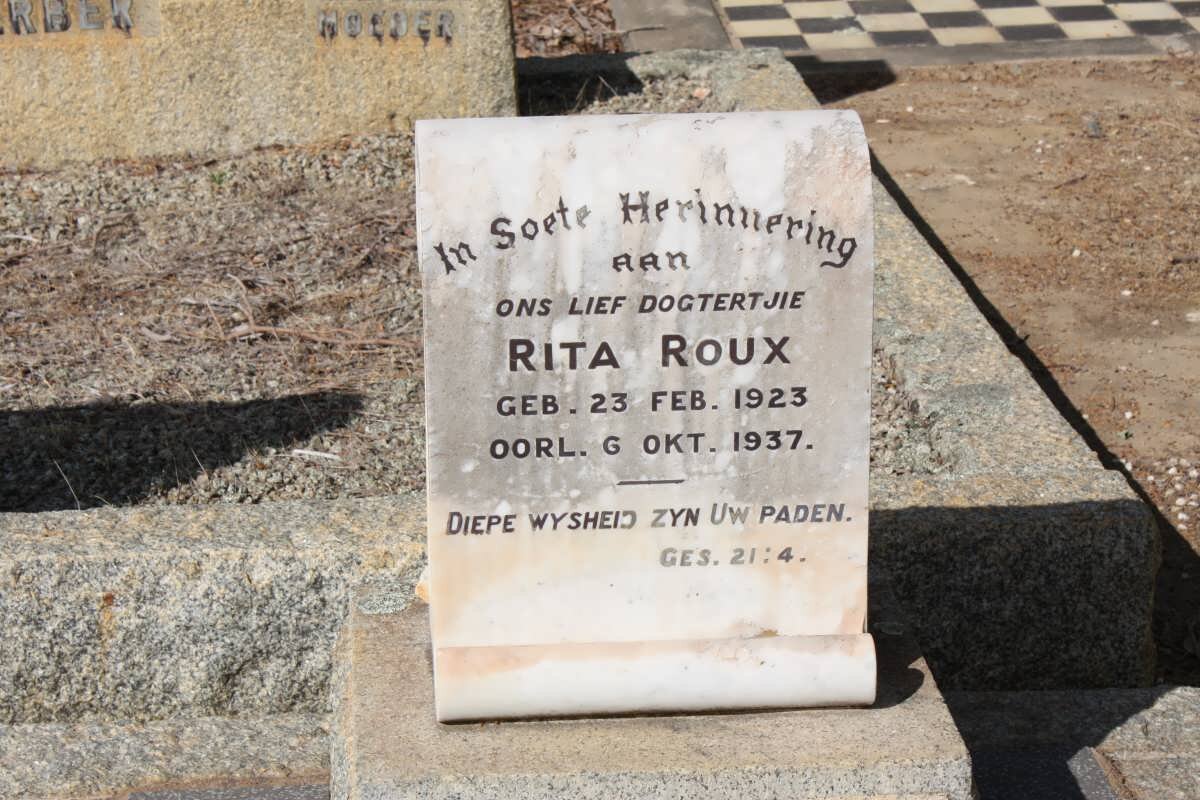 MOEDER
In Soete Herinnering
aan
ONS LIEF DOGTERTJIE
RITA ROUX
GEB. 23 FEB. 1923
OORL. 6 OKT. 1937.
DIEPE WYSHEID ZYN UW PADEN.
GES. 21:4.